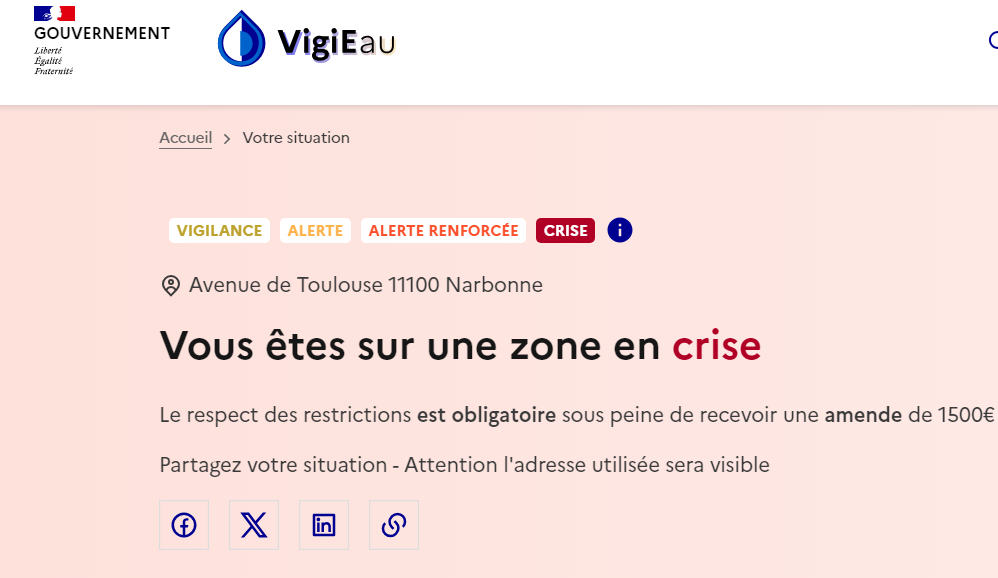 GOUVERNEMENT
Liberté
Égalité
Fraternité
VigiEau
Accueil > Votre situation
VIGILANCE ALERTE ALERTE RENFORCÉE CRISE i
Avenue de Toulouse 11100 Narbonne
Vous êtes sur une zone en crise
Le respect des restrictions est obligatoire sous peine de recevoir une amende de 1500€
Partagez votre situation - Attention l'adresse utilisée sera visible